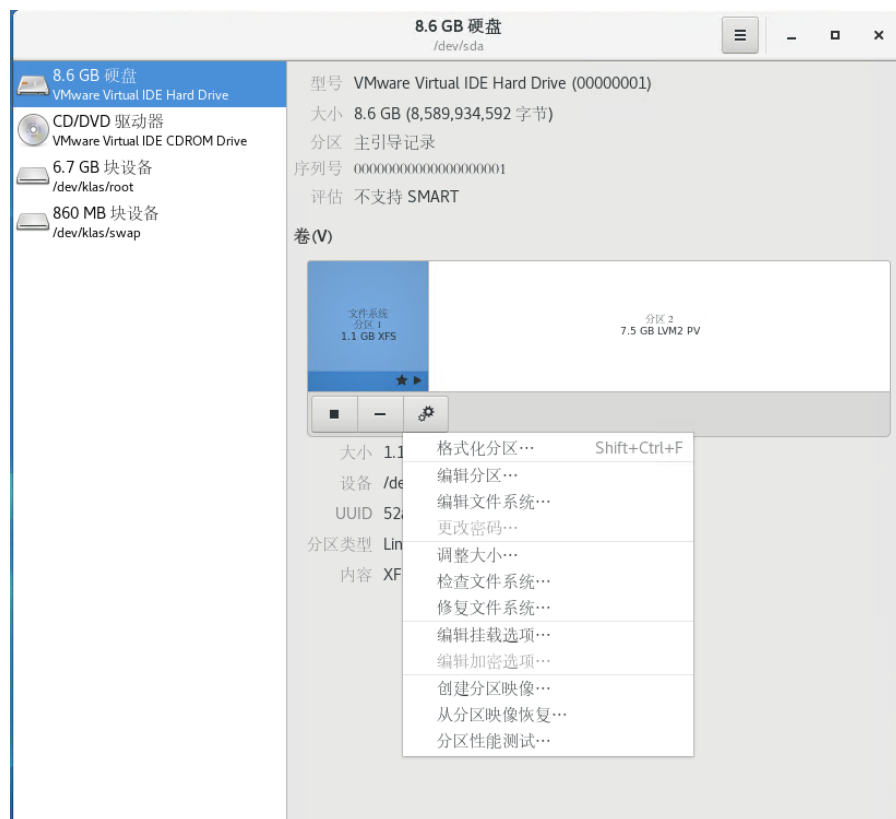 8.6 GB 硬盘
/dev/sda
8.6 GB 硬盘
VMware Virtual IDE Hard Drive
CD/DVD 驱动器
VMware Virtual IDE CDROM Drive
6.7 GB 块设备
/dev/klas/root
860 MB 块设备
/dev/klas/swap
型号 VMware Virtual IDE Hard Drive (00000001)
大小 8.6 GB (8,589,934,592 字节)
分区 主引导记录
序列号 00000000000000000001
评估 不支持 SMART
卷(V)
文件系统
分区 1
1.1 GB XFS
分区 2
7.5 GB LVM2 PV
大小 1.1
设备 /de
UUID 52
分区类型 Lin
内容 XF
格式化分区… Shift+Ctrl+F
编辑分区…
编辑文件系统…
更改密码…
调整大小…
检查文件系统…
修复文件系统…
编辑挂载选项…
编辑加密选项…
创建分区映像…
从分区映像恢复…
分区性能测试…